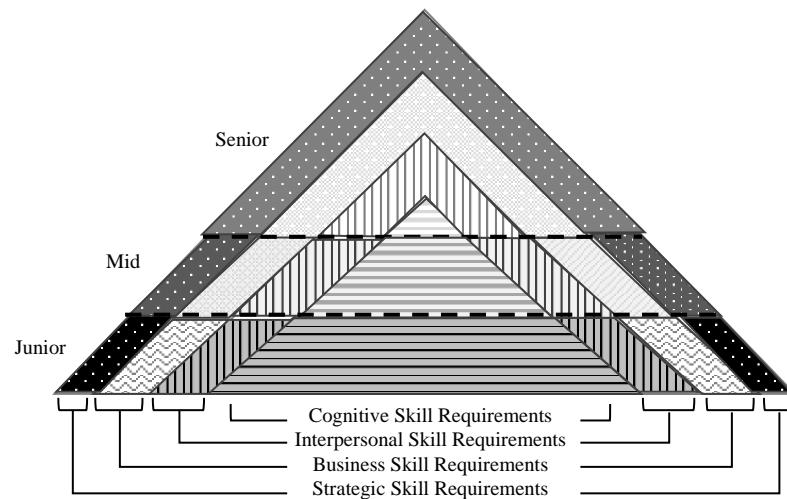 Senior
Mid
Junior
Cognitive Skill Requirements
Interpersonal Skill Requirements
Business Skill Requirements
Strategic Skill Requirements